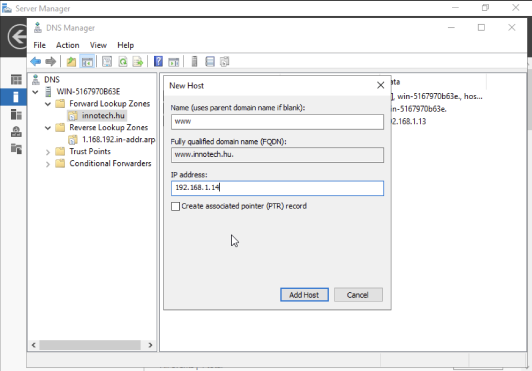 Server Manager
DNS Manager
File Action View Help
DNS
WIN-5167970B63E
Forward Lookup Zones
innotech.hu
Reverse Lookup Zones
1.168.192.in-addr.arp
Trust Points
Conditional Forwarders
New Host
Name (uses parent domain name if blank):
www
Fully qualified domain name (FQDN):
www.innotech.hu.
IP address:
192.168.1.14
Create associated pointer (PTR) record
Add Host Cancel
ata
], win-5167970b63e., hos...
in-5167970b63e.
2.168.1.13